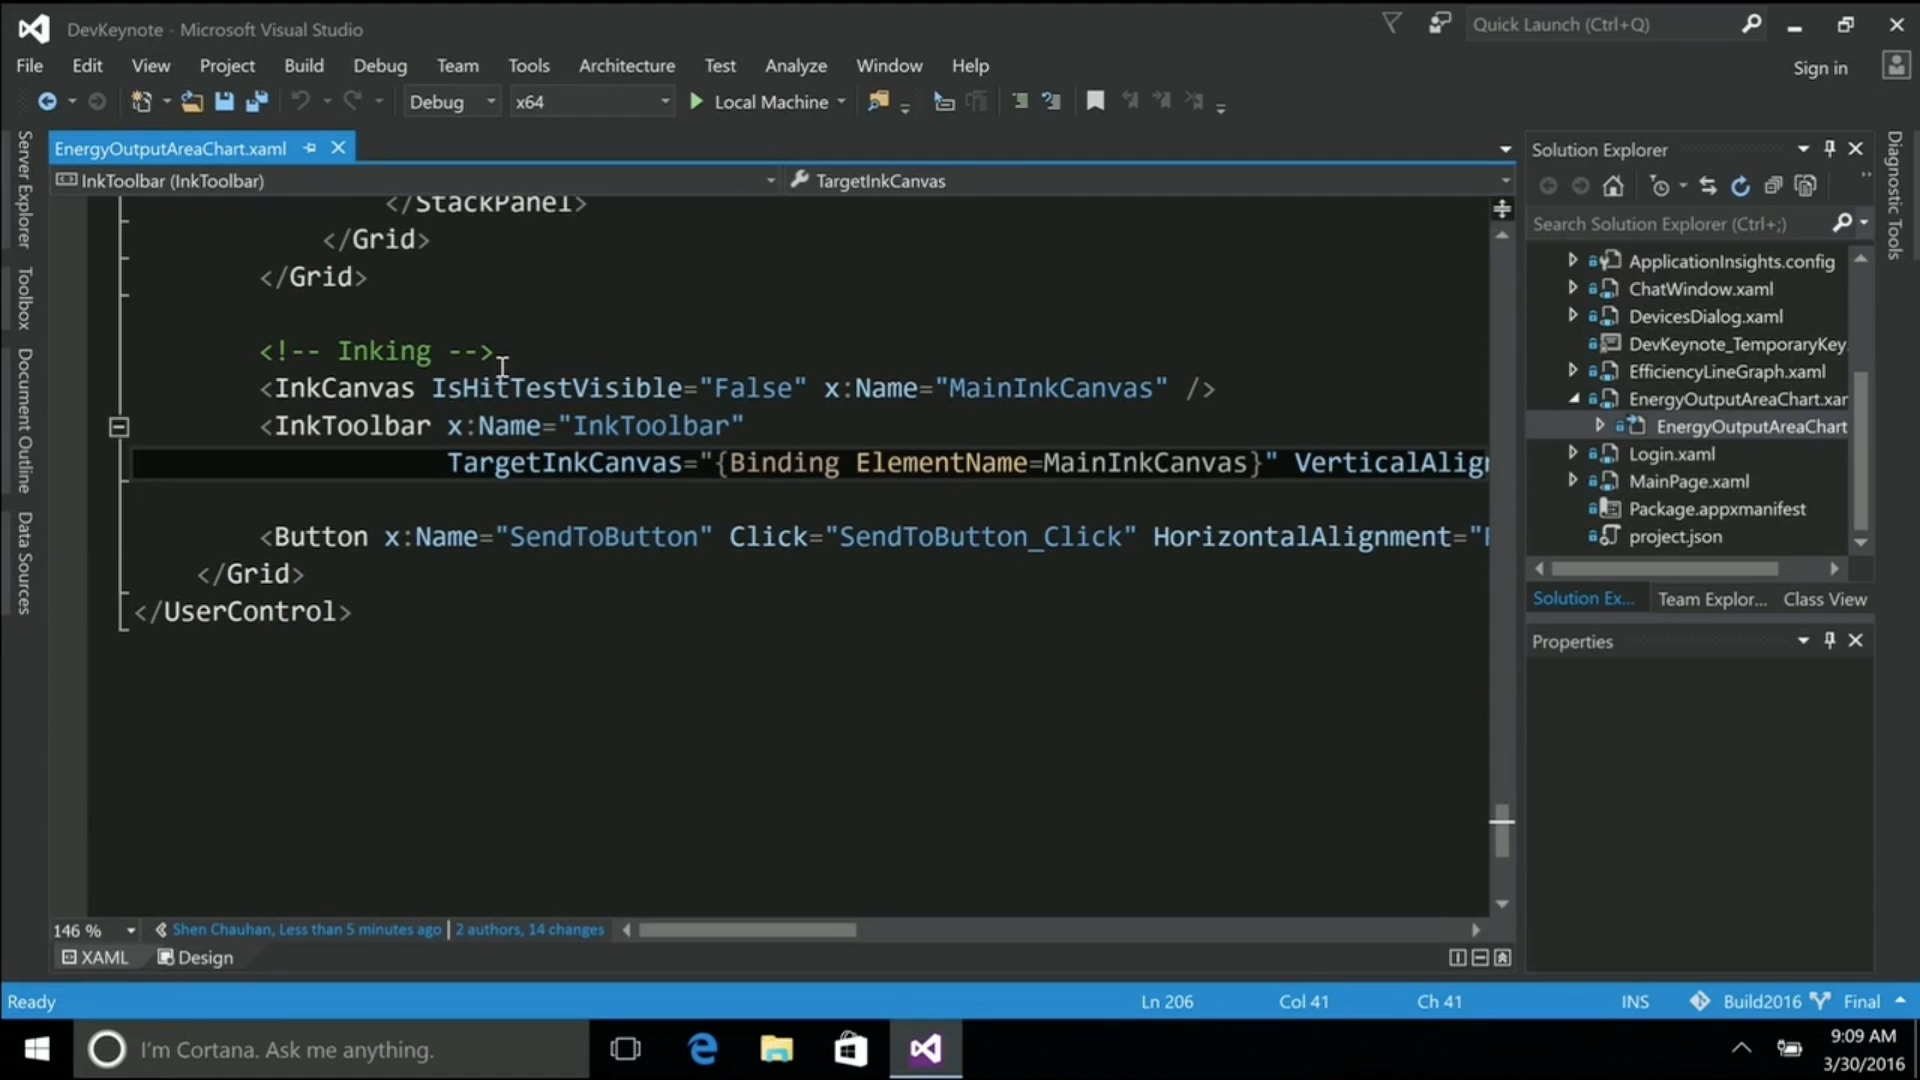 DevKeynote - Microsoft Visual Studio
Quick Launch (Ctrl+Q)
File Edit View Project Build Debug Team Tools Architecture Test Analyze Window Help
Sign in
Debug x64 Local Machine
Server Explorer
Toolbox
Document Outline
Data Sources
EnergyOutputAreaChart.xaml
InkToolbar (InkToolbar) TargetInkCanvas
</StackPanel>
</Grid>
</Grid>
<!-- Inking -->
<InkCanvas IsHitTestVisible="False" x:Name="MainInkCanvas" />
<InkToolbar x:Name="InkToolbar"
TargetInkCanvas="{Binding ElementName=MainInkCanvas}" VerticalAlig
<Button x:Name="SendToButton" Click="SendToButton_Click" HorizontalAlignment="
</Grid>
</UserControl>
146 % Shen Chauhan, Less than 5 minutes ago | 2 authors, 14 changes
XAML Design
Solution Explorer
Search Solution Explorer (Ctrl+;)
ApplicationInsights.config
ChatWindow.xaml
DevicesDialog.xaml
DevKeynote_TemporaryKey.
EfficiencyLineGraph.xaml
EnergyOutputAreaChart.xar
EnergyOutputAreaChart
Login.xaml
MainPage.xaml
Package.appxmanifest
project.json
Solution Ex... Team Explor... Class View
Properties
Diagnostic Tools
Ready Ln 206 Col 41 Ch 41 INS Build2016 Final
I'm Cortana. Ask me anything.
9:09 AM
3/30/2016